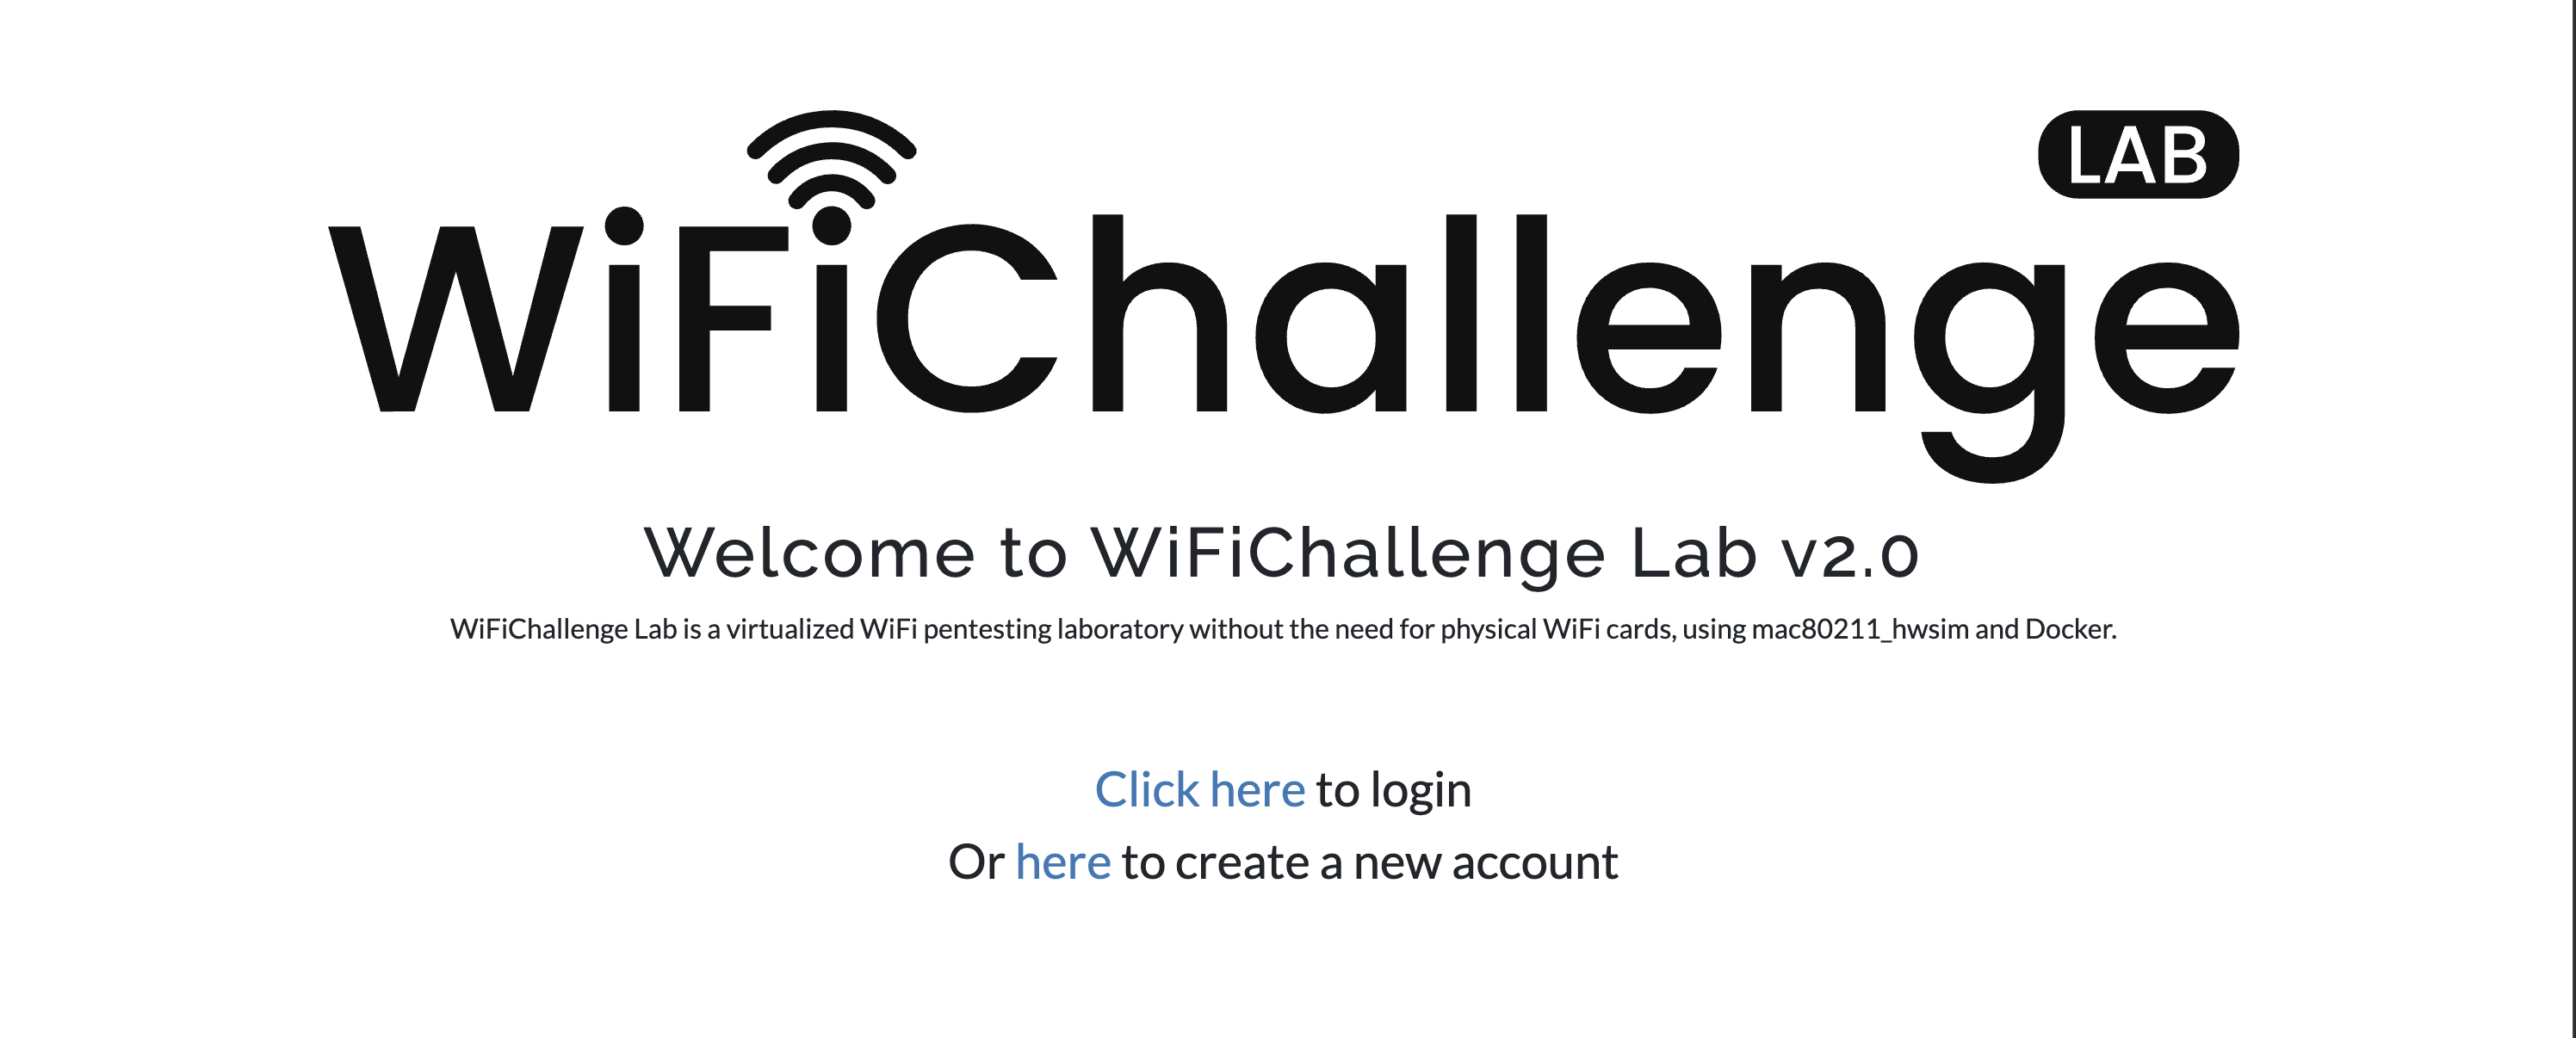 LAB
WiFiChallenge
Welcome to WiFiChallenge Lab v2.0
WiFiChallenge Lab is a virtualized WiFi pentesting laboratory without the need for physical WiFi cards, using mac80211_hwsim and Docker.
Click here to login
Or here to create a new account